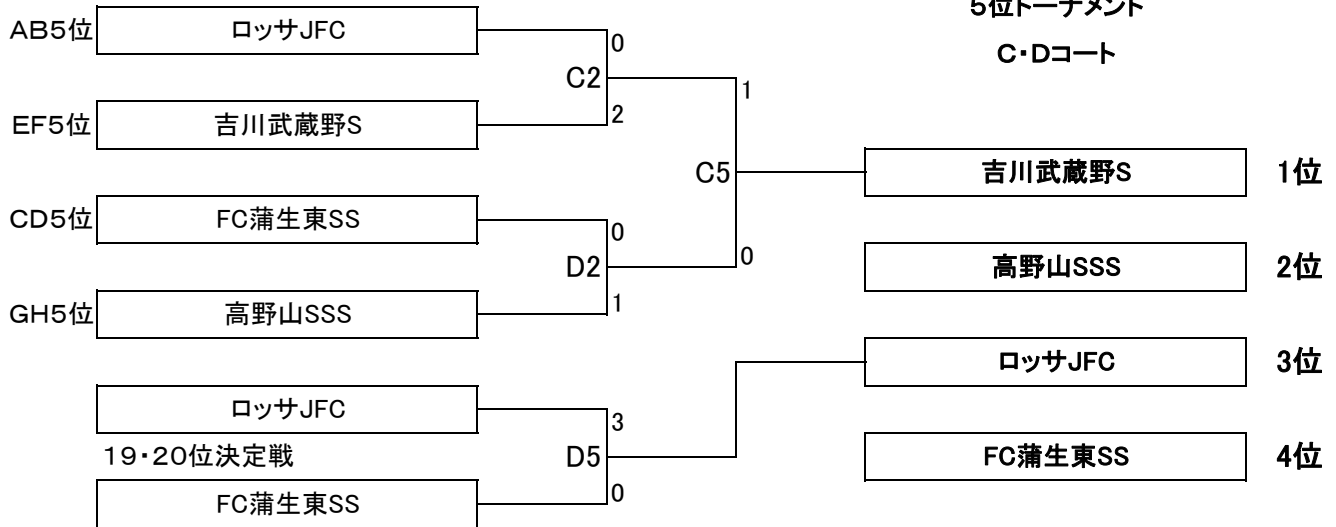 5位トーナメント
C・Dコート
AB5位 ロッサJFC 0
C2 1
EF5位 吉川武蔵野S 2
C5 吉川武蔵野S 1位
CD5位 FC蒲生東SS 0
D2 0 高野山SSS 2位
GH5位 高野山SSS 1
ロッサJFC 3位
ロッサJFC 3
19・20位決定戦 D5 FC蒲生東SS 4位
FC蒲生東SS 0